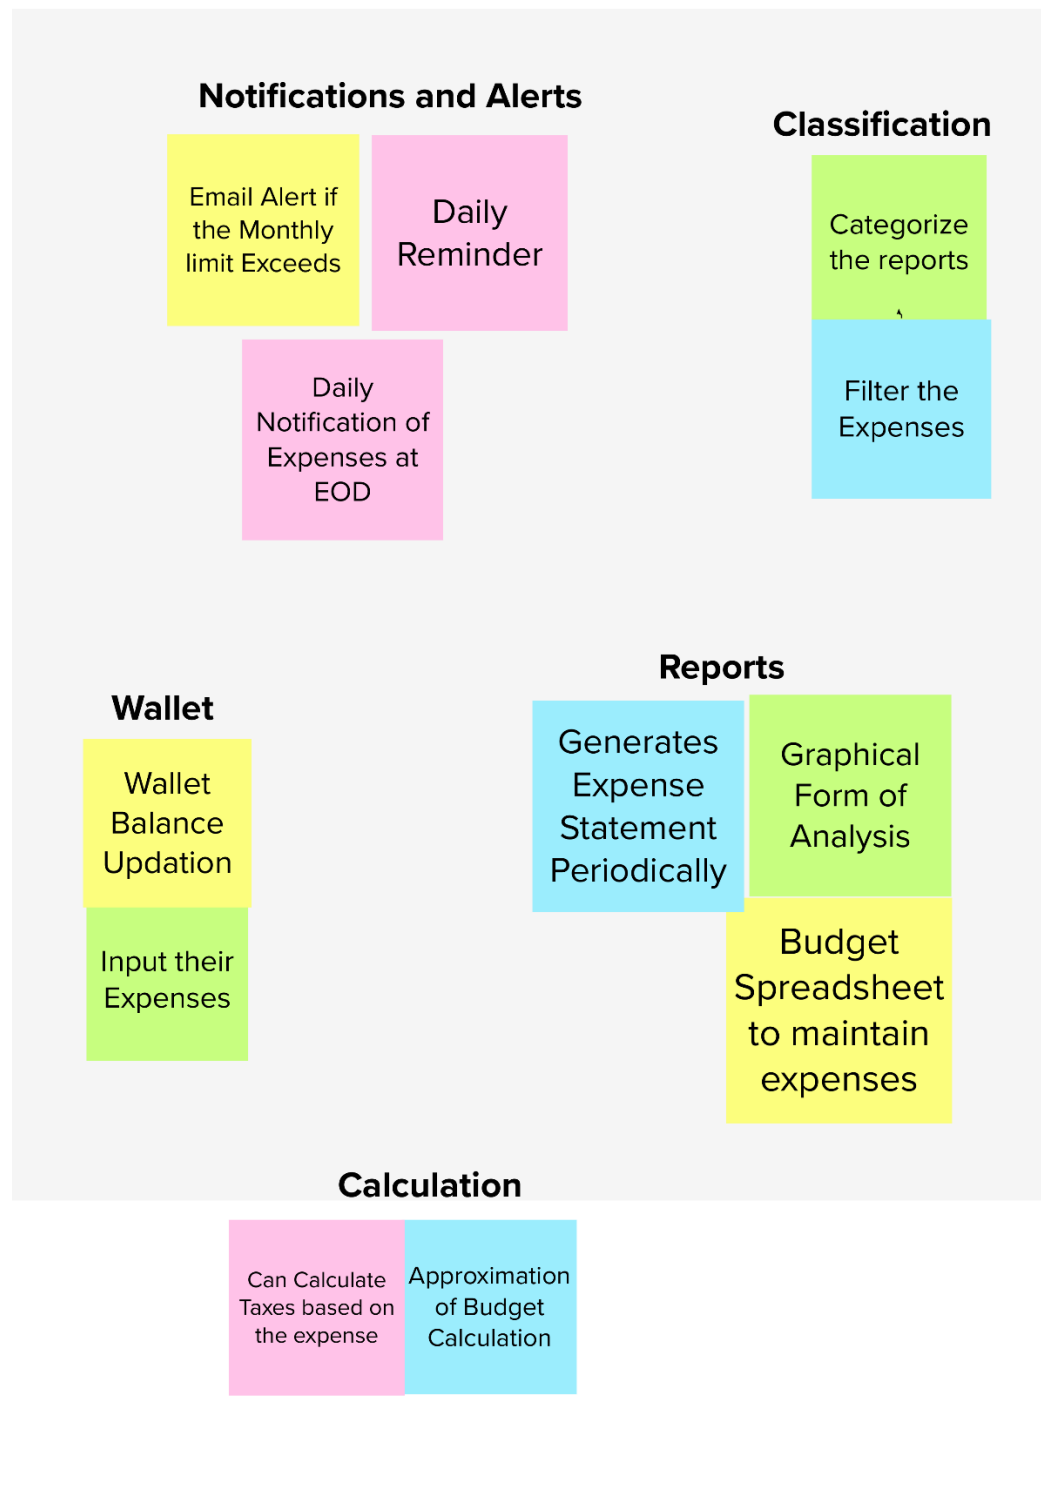 Notifications and Alerts
Email Alert if
the Monthly
limit Exceeds
Daily
Reminder
Daily
Notification of
Expenses at
EOD
Classification
Categorize
the reports
Filter the
Expenses
Wallet
Wallet
Balance
Updation
Input their
Expenses
Reports
Generates
Expense
Statement
Periodically
Graphical
Form of
Analysis
Budget
Spreadsheet
to maintain
expenses
Calculation
Can Calculate
Taxes based on
the expense
Approximation
of Budget
Calculation